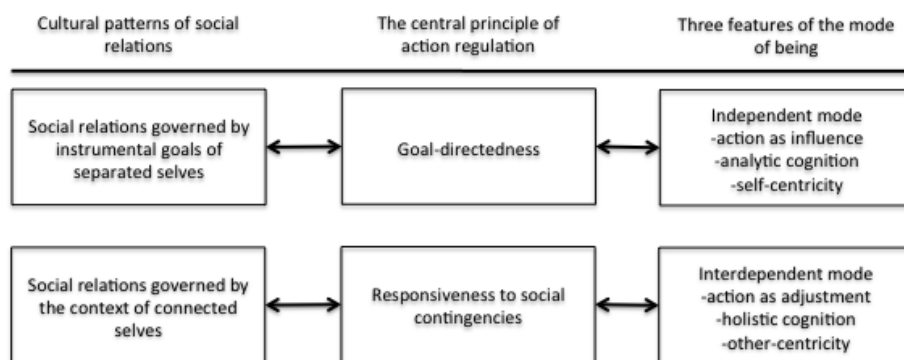 Cultural patterns of social
relations
The central principle of
action regulation
Three features of the mode
of being
Social relations governed by
instrumental goals of
separated selves
Goal-directedness
Independent mode
-action as influence
-analytic cognition
-self-centricity
Social relations governed by
the context of connected
selves
Responsiveness to social
contingencies
Interdependent mode
-action as adjustment
-holistic cognition
-other-centricity